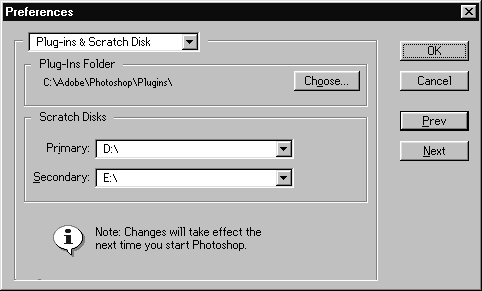 Preferences
Plug-ins & Scratch Disk
OK
Plug-Ins Folder
C:\Adobe\Photoshop\Plugins\
Choose...
Cancel
Scratch Disks
Prev
Primary: D:\
Next
Secondary: E:\
Note: Changes will take effect the
next time you start Photoshop.